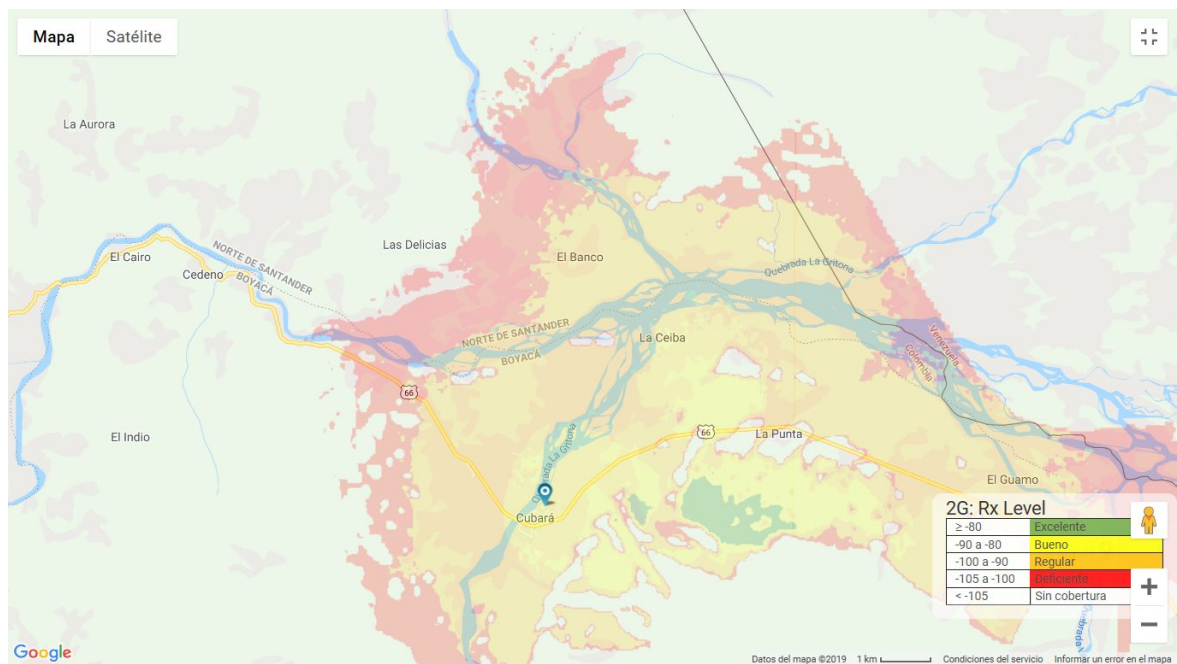 Mapa Satélite
La Aurora
NORTE DE SANTANDER
BOYACÁ
El Cairo
Cedeno
Las Delicias
El Banco
Quebrada La Gritona
NORTE DE SANTANDER
BOYACÁ
La Ceiba
Venezuela
Colombia
66
66
El Indio
La Punta
Quebrada La Gritona
El Guamo
Cubará
2G: Rx Level
≥ -80 Excelente
-90 a -80 Bueno
-100 a -90 Regular
-105 a -100 Deficiente
< -105 Sin cobertura
Quebrada
Google
Datos del mapa ©2019 1 km Condiciones del servicio Informar un error en el mapa